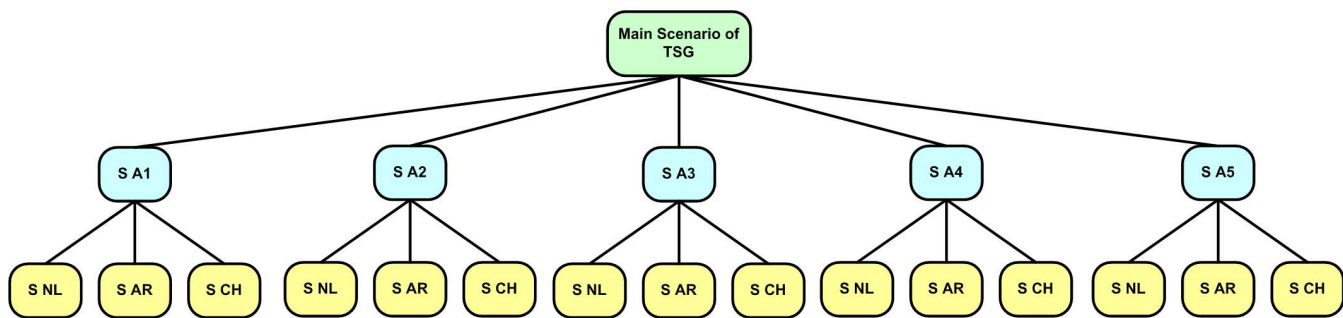 Main Scenario of
TSG
S A1
S A2
S A3
S A4
S A5
S NL
S AR
S CH
S NL
S AR
S CH
S NL
S AR
S CH
S NL
S AR
S CH
S NL
S AR
S CH